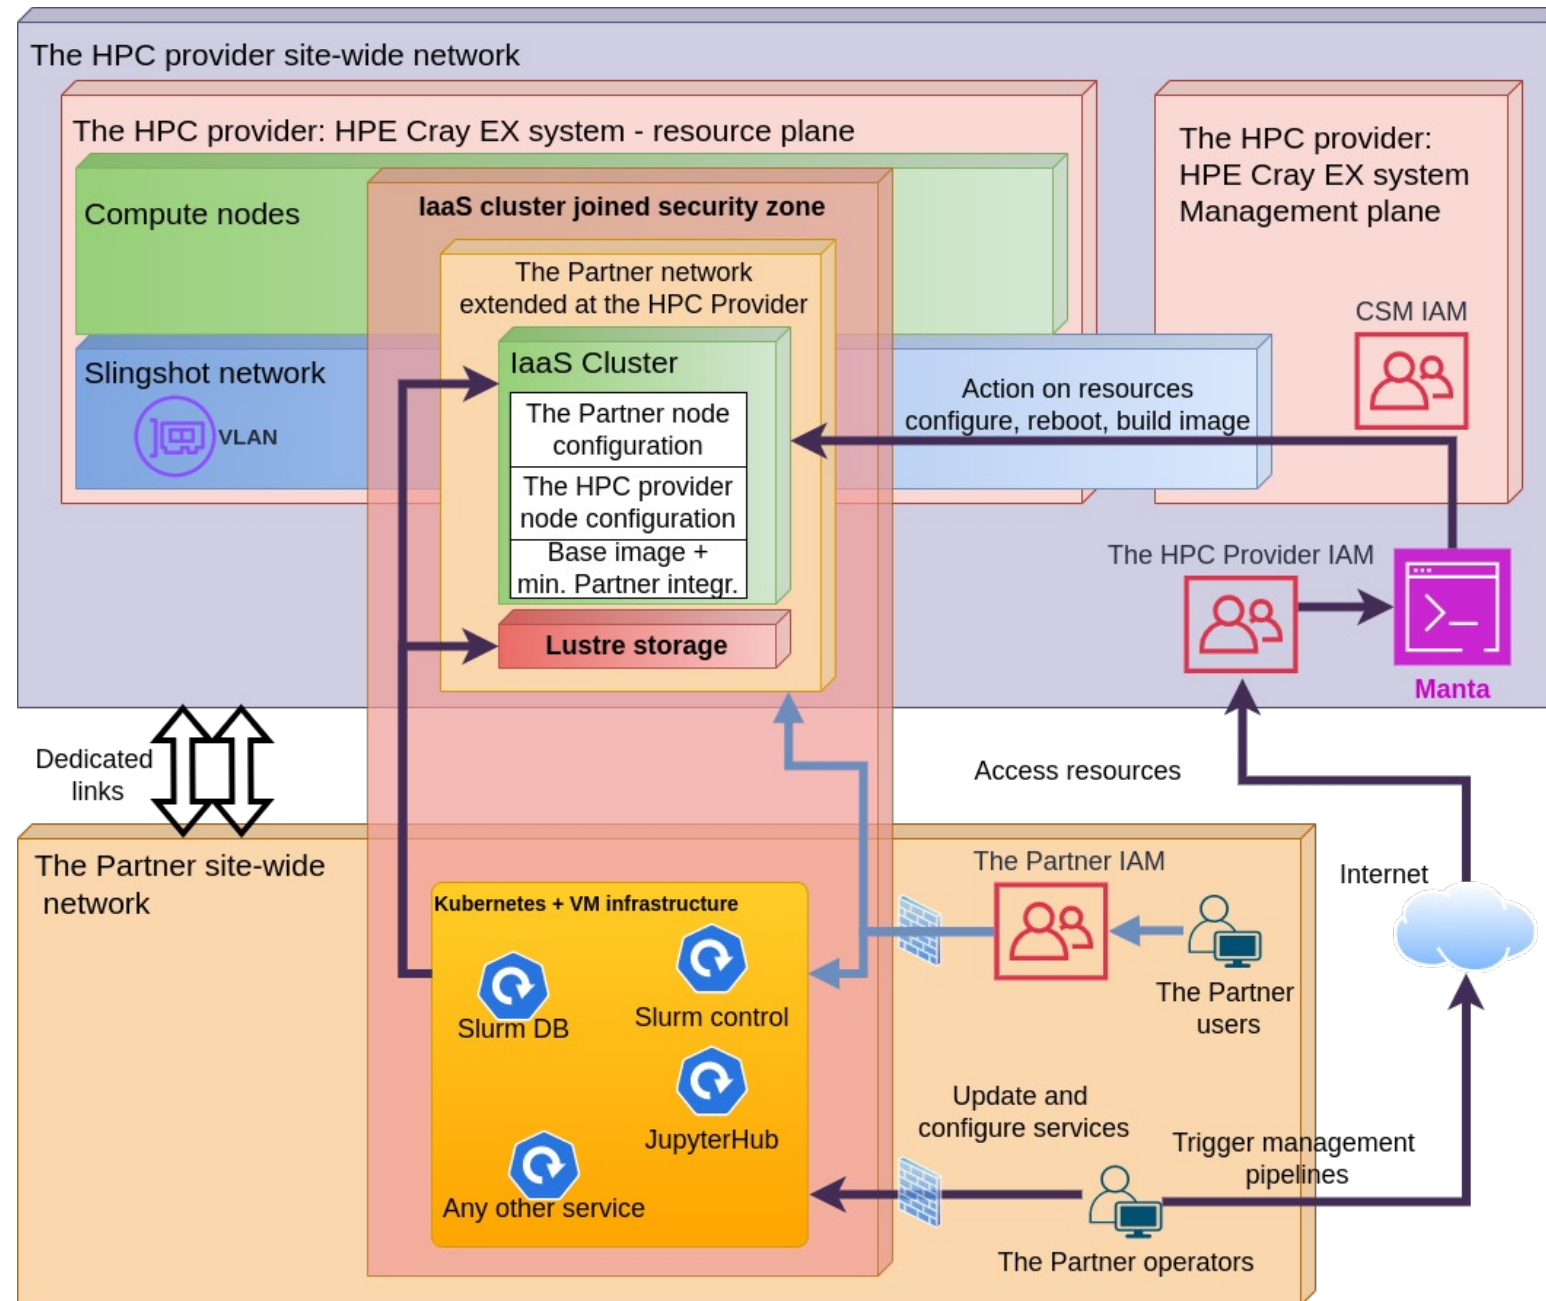 The HPC provider site-wide network
The HPC provider: HPE Cray EX system - resource plane
The HPC provider:
HPE Cray EX system
Management plane
Compute nodes
IaaS cluster joined security zone
The Partner network
extended at the HPC Provider
CSM IAM
Slingshot network
VLAN
IaaS Cluster
The Partner node
configuration
The HPC provider
node configuration
Base image +
min. Partner integr.
Lustre storage
Action on resources
configure, reboot, build image
The HPC Provider IAM
Manta
Dedicated
links
Access resources
The Partner site-wide
network
Internet
The Partner IAM
Kubernetes + VM infrastructure
Slurm DB
Slurm control
JupyterHub
Any other service
The Partner
users
Update and
configure services
Trigger management
pipelines
The Partner operators